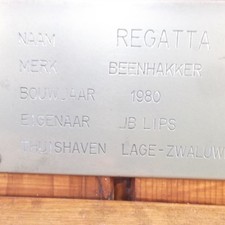 NAAM REGATTA
MERK BEENHAKKER
BOUWJAAR 1980
EIGENAAR JB LIPS
THUISHAVEN LAGE-ZWALUW